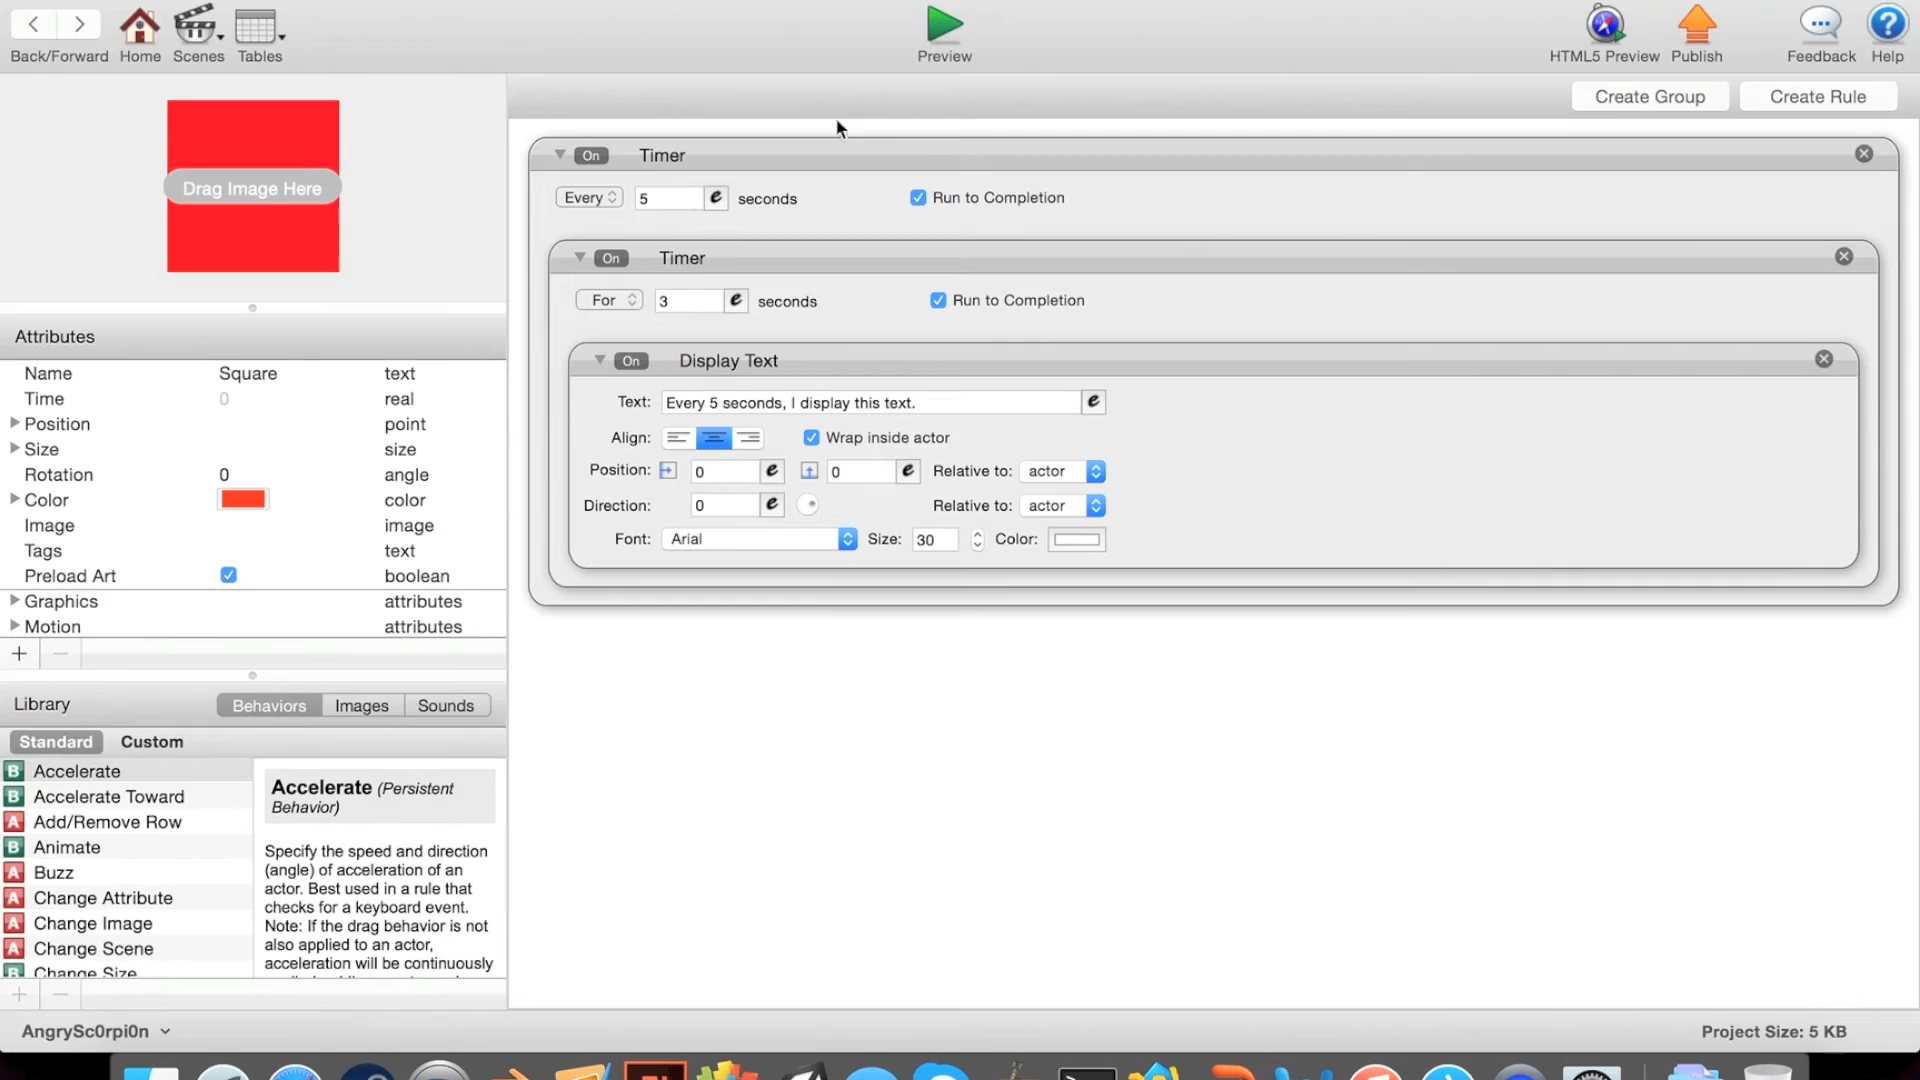 Back/Forward Home Scenes Tables Preview HTML5 Preview Publish Feedback Help
Create Group Create Rule
Drag Image Here
On Timer
Every 5 e seconds Run to Completion
On Timer
For 3 e seconds Run to Completion
On Display Text
Text: Every 5 seconds, I display this text. e
Align: Wrap inside actor
Position: 0 e 0 e Relative to: actor
Direction: 0 e Relative to: actor
Font: Arial Size: 30 Color:
Attributes
Name Square text
Time 0 real
Position point
Size size
Rotation 0 angle
Color color
Image image
Tags text
Preload Art boolean
Graphics attributes
Motion attributes
Library Behaviors Images Sounds
Standard Custom
B Accelerate
B Accelerate Toward
A Add/Remove Row
B Animate
A Buzz
A Change Attribute
A Change Image
A Change Scene
B Change Size
Accelerate (Persistent
Behavior)
Specify the speed and direction
(angle) of acceleration of an
actor. Best used in a rule that
checks for a keyboard event.
Note: If the drag behavior is not
also applied to an actor,
acceleration will be continuously
AngrySc0rpi0n Project Size: 5 KB